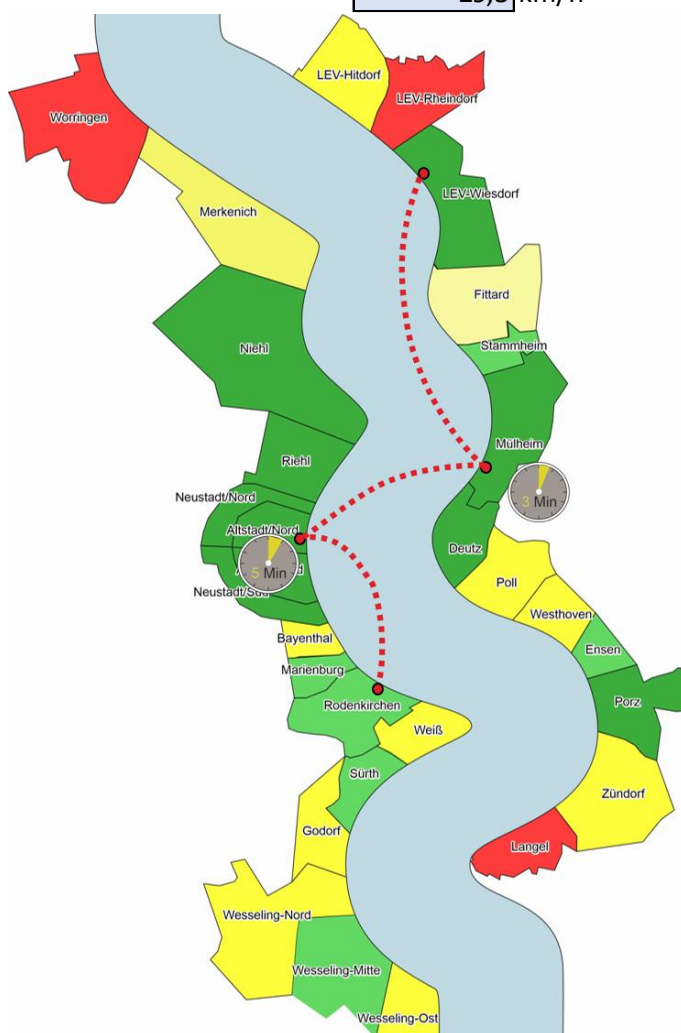 LEV-Hitdorf
LEV-Rheindorf
Worringen
LEV-Wiesdorf
Merkenich
Fittard
Stammheim
Niehl
Mülheim
Riehl
Neustadt/Nord
3 Min
Altstadt/Nord
Deutz
5 Min
Poll
Neustadt/Süd
Westhoven
Bayenthal
Ensen
Marienburg
Rodenkirchen
Porz
Weiß
Sürth
Zündorf
Godorf
Langel
Wesseling-Nord
Wesseling-Mitte
Wesseling-Ost